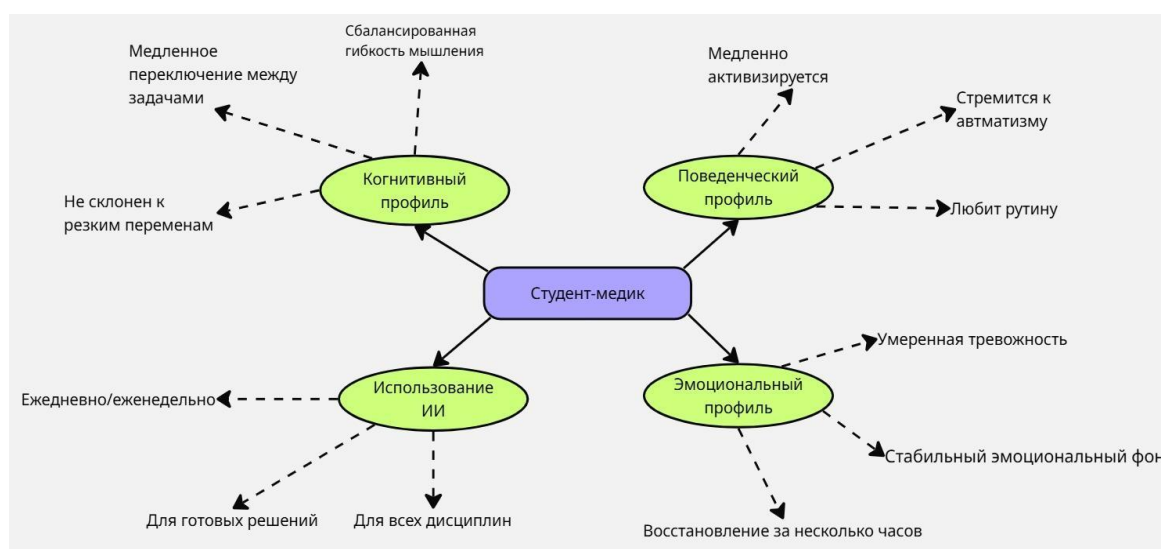 Сбалансированная
гибкость мышления
Медленное
переключение между
задачами
Не склонен к
резким переменам
Когнитивный
профиль
Медленно
активизируется
Стремится к
автматизму
Любит рутину
Поведенческий
профиль
Студент-медик
Использование
ИИ
Ежедневно/еженедельно
Для готовых решений
Для всех дисциплин
Эмоциональный
профиль
Умеренная тревожность
Стабильный эмоциональный фон
Восстановление за несколько часов